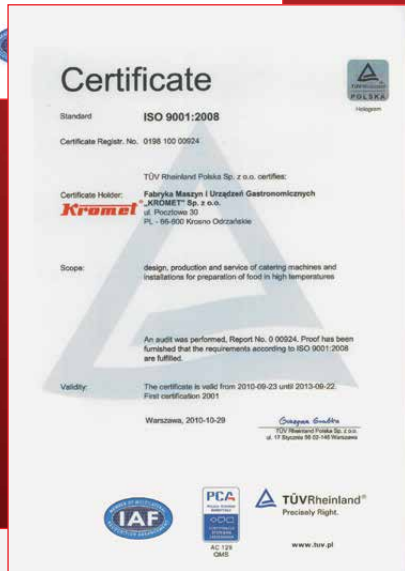 Certificate
TÜVRheinland
POLSKA
Hologram
Standard ISO 9001:2008
Certificate Registr. No. 0198 100 00924
TÜV Rheinland Polska Sp. z o.o. certifies:
Certificate Holder: Fabryka Maszyn i Urządzeń Gastronomicznych
Kromet® „KROMET" Sp. z o.o.
ul. Pocztowa 30
PL - 66-600 Krosno Odrzańskie
Scope: design, production and service of catering machines and
installations for preparation of food in high temperatures
An audit was performed, Report No. 0 00924. Proof has been
furnished that the requirements according to ISO 9001:2008
are fulfilled.
Validity: The certificate is valid from 2010-09-23 until 2013-09-22.
First certification 2001
Warszawa, 2010-10-29
TÜV Rheinland Polska Sp. z o.o.
ul. 17 Stycznia 56 02-146 Warszawa
IAF
PCA
AC 129
QMS
TÜVRheinland®
Precisely Right.
www.tuv.pl